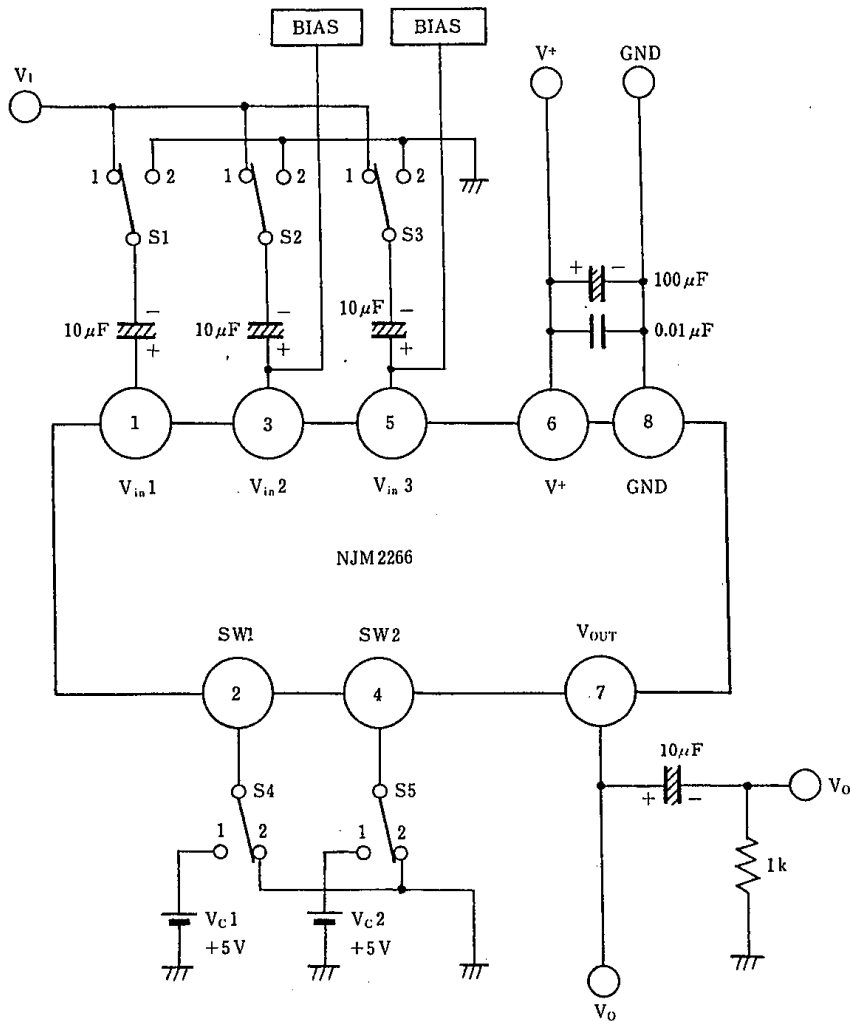 BIAS
BIAS
V+
GND
VI
1
2
1
2
1
2
S1
S2
S3
+
−
100μF
0.01μF
10μF
−
+
10μF
−
+
10μF
−
+
1
3
5
6
8
Vin1
Vin2
Vin3
V+
GND
NJM2266
SW1
SW2
VOUT
2
4
7
10μF
+
−
VO
S4
S5
1
2
1
2
1k
VC1
+5V
VC2
+5V
VO